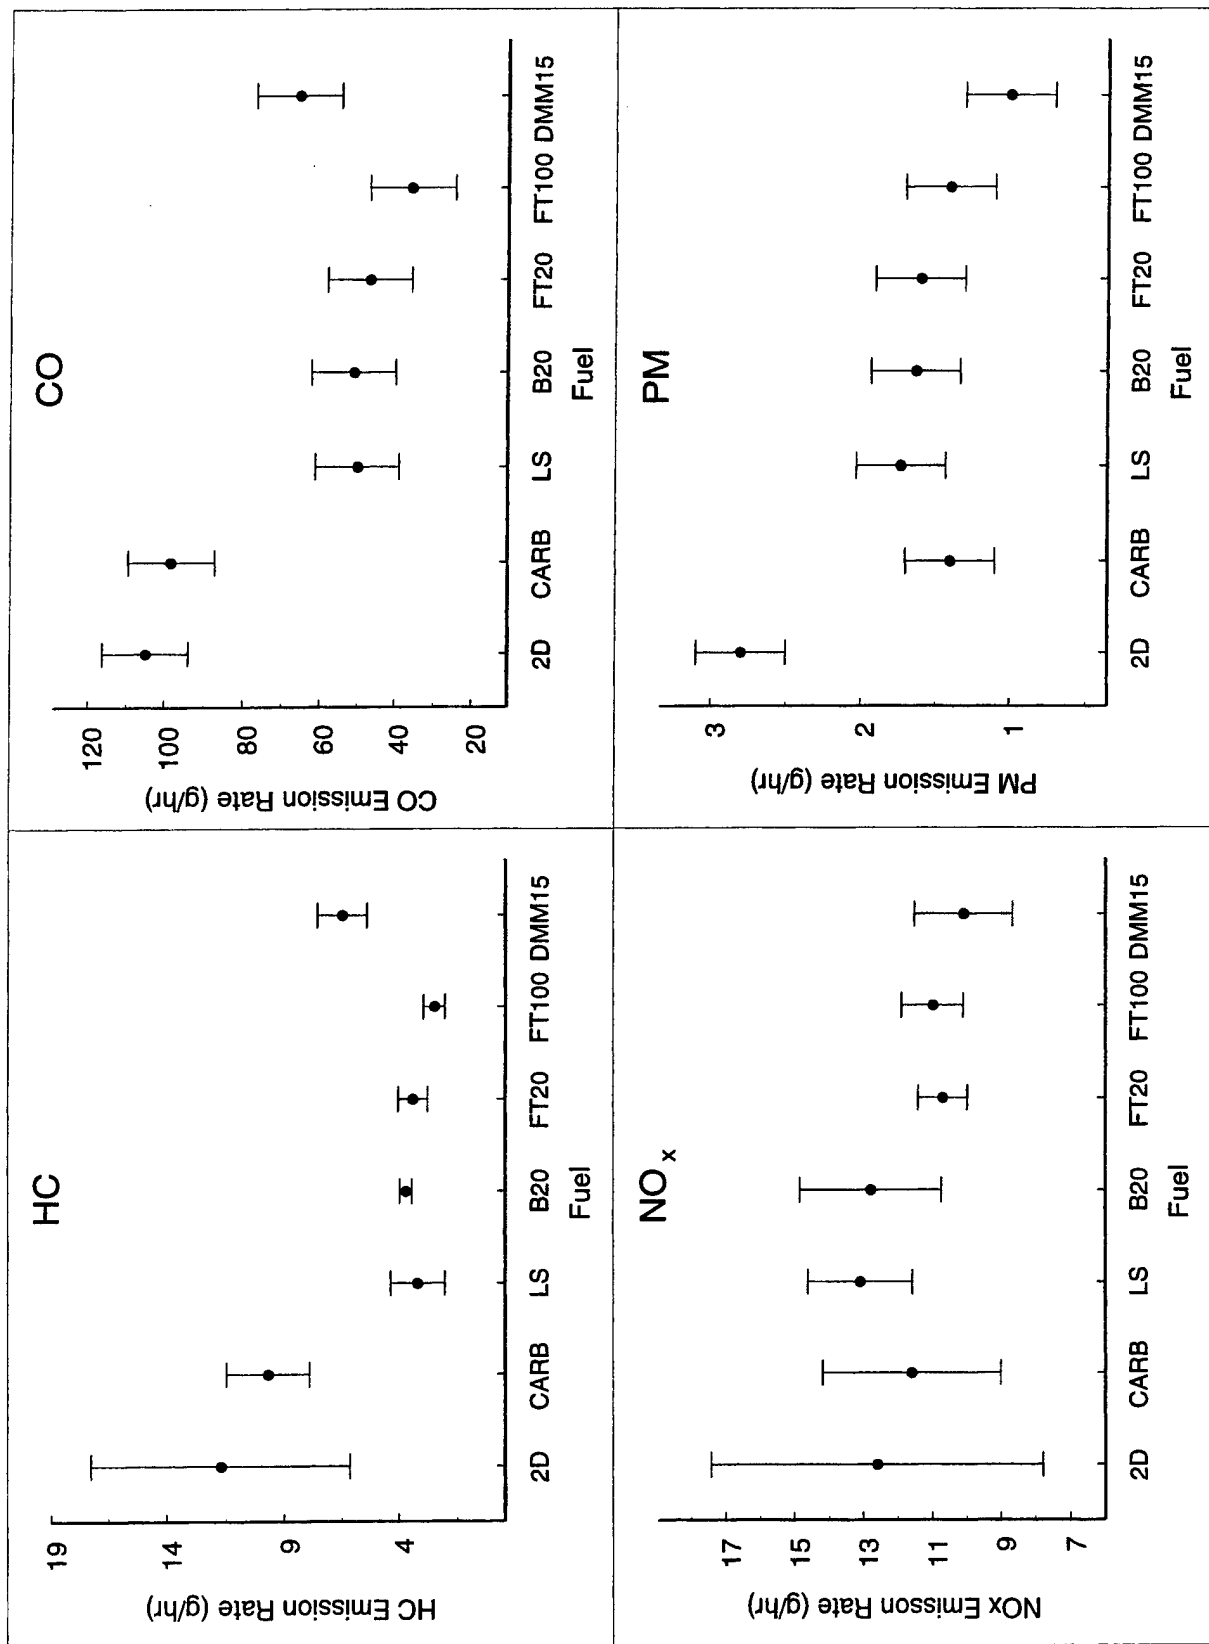 HC
HC Emission Rate (g/hr)
19
14
9
4
2D CARB LS B20 FT20 FT100 DMM15
Fuel
CO
CO Emission Rate (g/hr)
120
100
80
60
40
20
2D CARB LS B20 FT20 FT100 DMM15
Fuel
NOx
NOx Emisson Rate (g/hr)
17
15
13
11
9
7
2D CARB LS B20 FT20 FT100 DMM15
Fuel
PM
PM Emission Rate (g/hr)
3
2
1
2D CARB LS B20 FT20 FT100 DMM15
Fuel